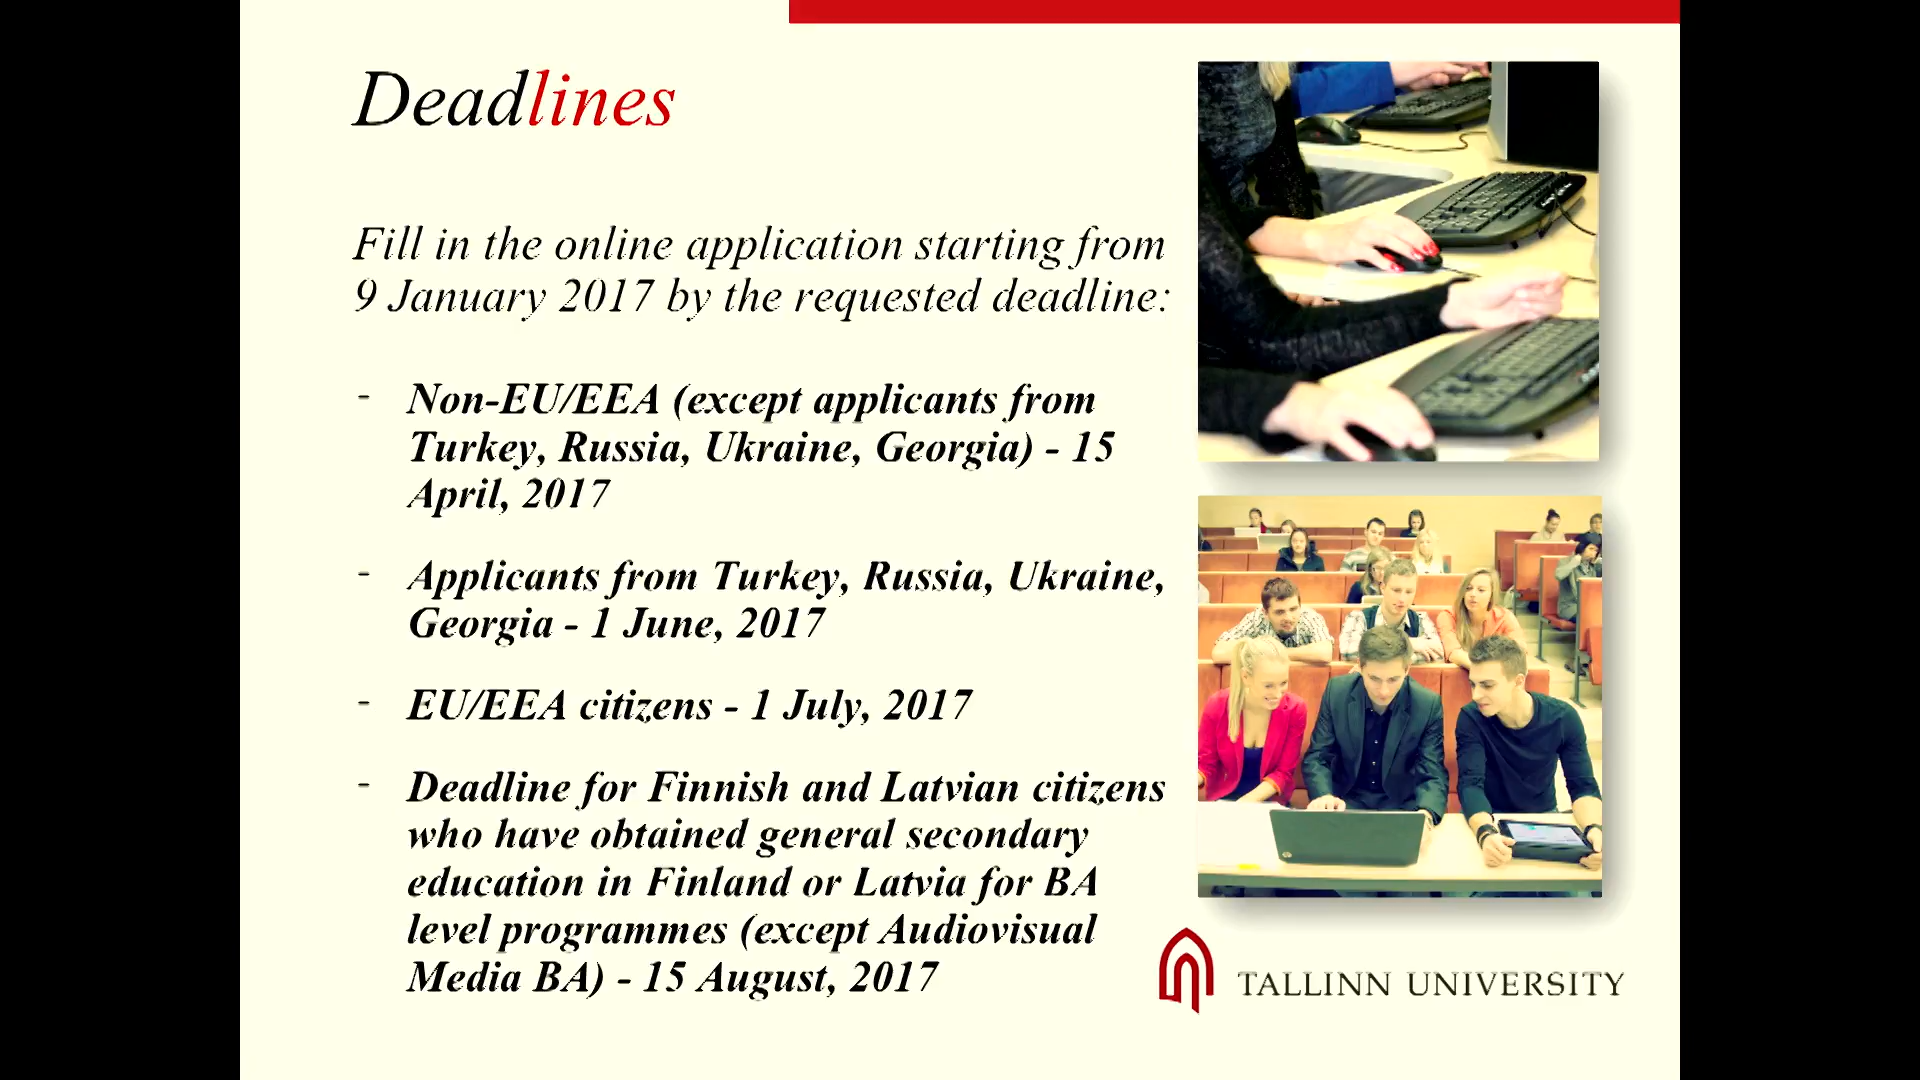 Deadlines
Fill in the online application starting from
9 January 2017 by the requested deadline:
- Non-EU/EEA (except applicants from
Turkey, Russia, Ukraine, Georgia) - 15
April, 2017
- Applicants from Turkey, Russia, Ukraine,
Georgia - 1 June, 2017
- EU/EEA citizens - 1 July, 2017
- Deadline for Finnish and Latvian citizens
who have obtained general secondary
education in Finland or Latvia for BA
level programmes (except Audiovisual
Media BA) - 15 August, 2017
TALLINN UNIVERSITY